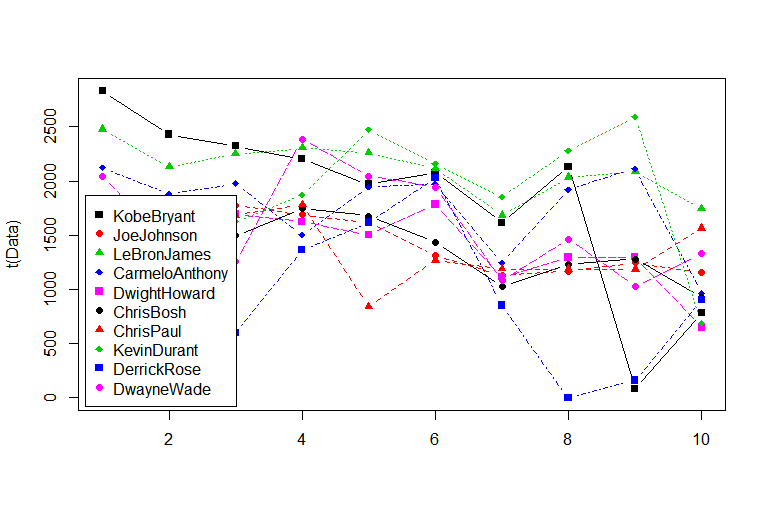 t(Data)
2500
2000
1500
1000
500
0
KobeBryant
JoeJohnson
LeBronJames
CarmeloAnthony
DwightHoward
ChrisBosh
ChrisPaul
KevinDurant
DerrickRose
DwayneWade
2 4 6 8 10